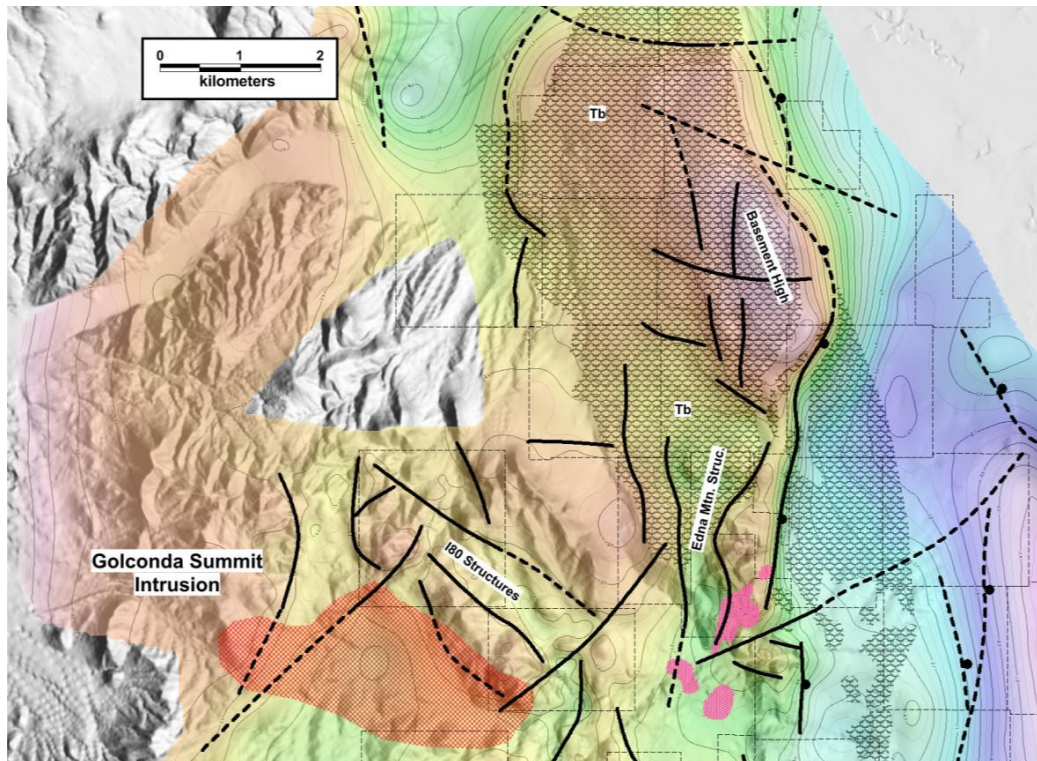 0 1 2
kilometers
Tb
Basement High
Tb
Edna Mtn. Struc.
I80 Structures
Golconda Summit
Intrusion